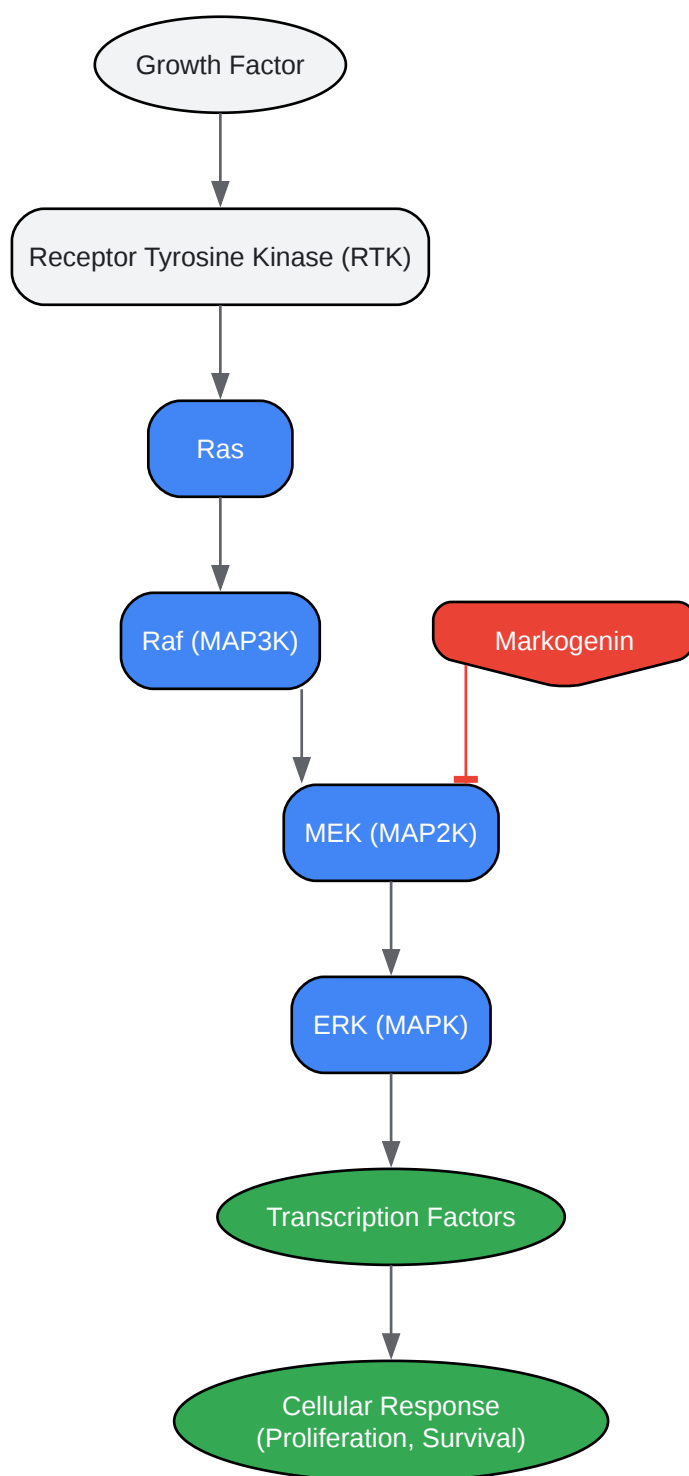 Growth Factor
Receptor Tyrosine Kinase (RTK)
Ras
Raf (MAP3K)
Markogenin
MEK (MAP2K)
ERK (MAPK)
Transcription Factors
Cellular Response
(Proliferation, Survival)